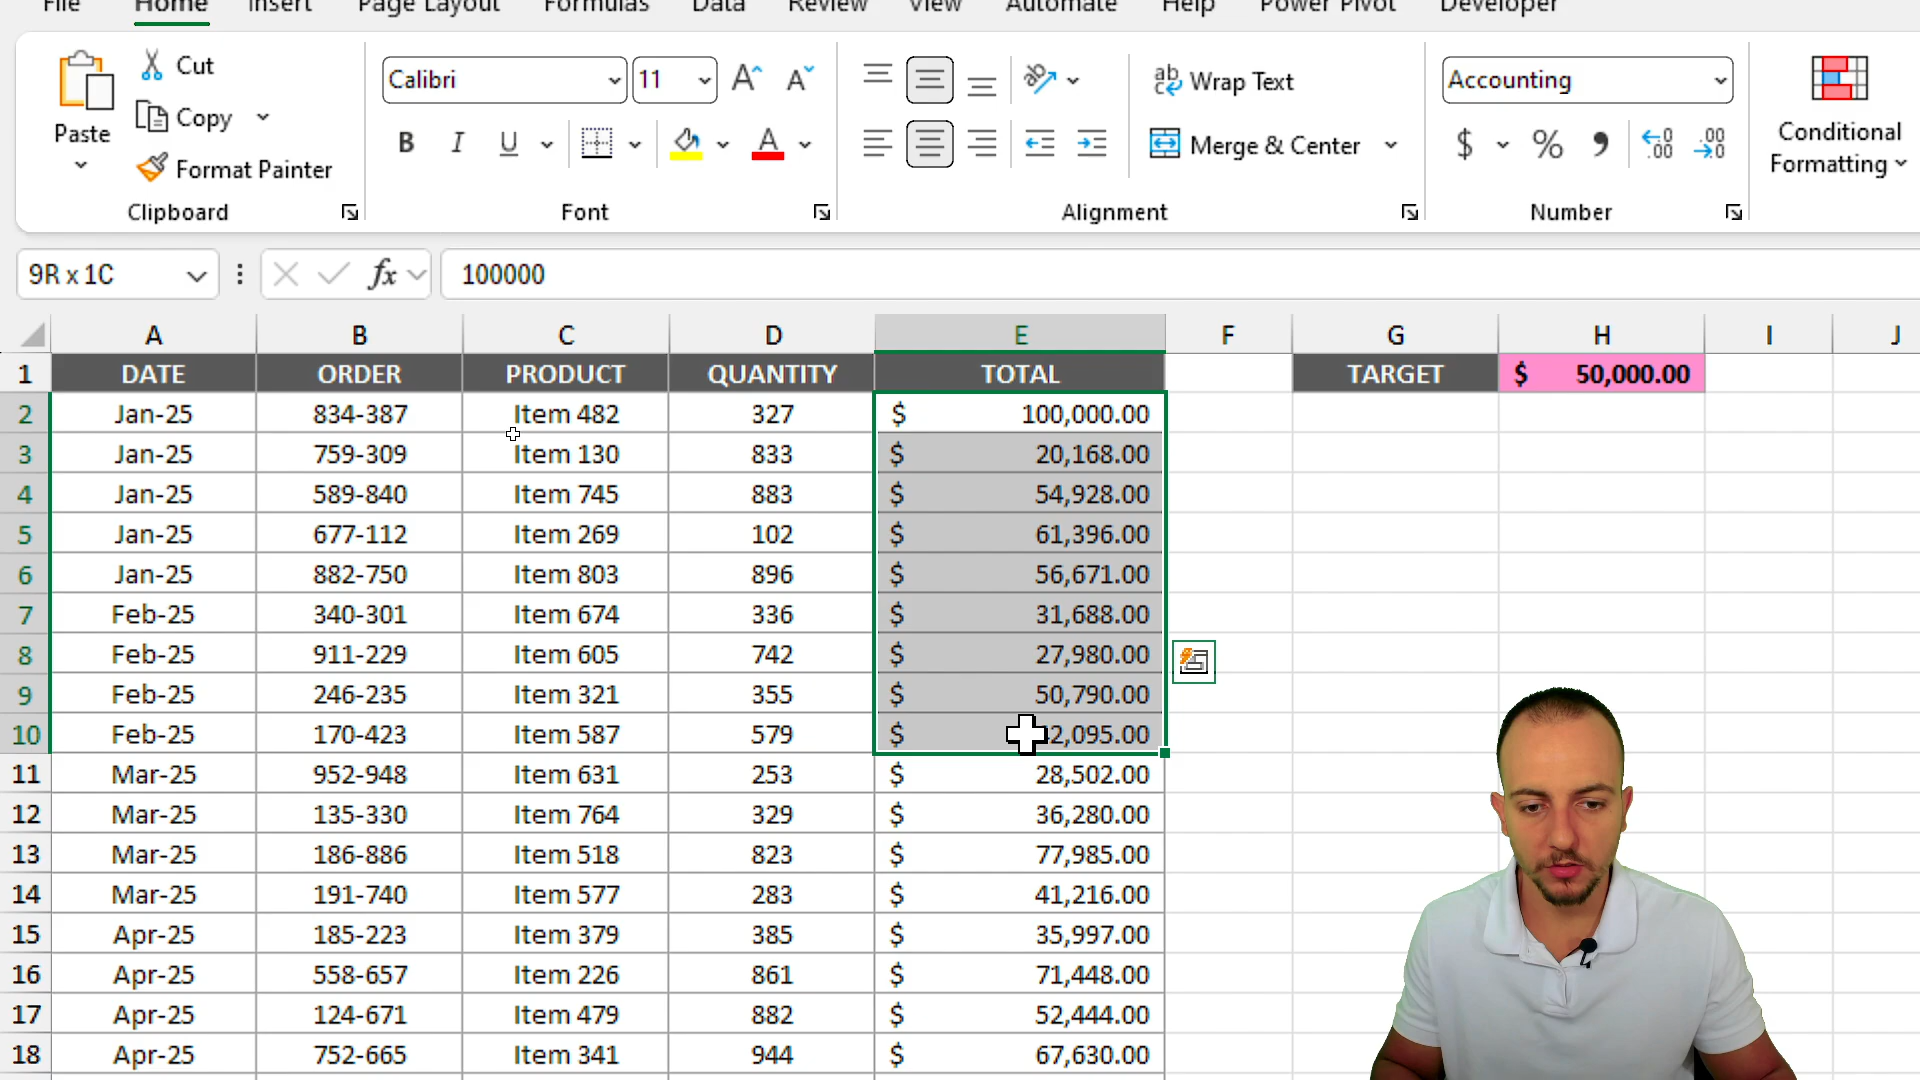 File Home Insert Page Layout Formulas Data Review View Automate Help Power Pivot Developer
Paste
Cut
Copy
Format Painter
Clipboard
Calibri
11
B I U
A
Font
ab
Wrap Text
Merge & Center
Alignment
Accounting
$ % ,
Number
Conditional
Formatting
9R x 1C
fx
100000
A B C D E F G H I J
1 DATE ORDER PRODUCT QUANTITY TOTAL TARGET $ 50,000.00
2 Jan-25 834-387 Item 482 327 $ 100,000.00
3 Jan-25 759-309 Item 130 833 $ 20,168.00
4 Jan-25 589-840 Item 745 883 $ 54,928.00
5 Jan-25 677-112 Item 269 102 $ 61,396.00
6 Jan-25 882-750 Item 803 896 $ 56,671.00
7 Feb-25 340-301 Item 674 336 $ 31,688.00
8 Feb-25 911-229 Item 605 742 $ 27,980.00
9 Feb-25 246-235 Item 321 355 $ 50,790.00
10 Feb-25 170-423 Item 587 579 $
11 Mar-25 952-948 Item 631 253 $ 28,502.00
12 Mar-25 135-330 Item 764 329 $ 36,280.00
13 Mar-25 186-886 Item 518 823 $ 77,985.00
14 Mar-25 191-740 Item 577 283 $ 41,216.00
15 Apr-25 185-223 Item 379 385 $ 35,997.00
16 Apr-25 558-657 Item 226 861 $ 71,448.00
17 Apr-25 124-671 Item 479 882 $ 52,444.00
18 Apr-25 752-665 Item 341 944 $ 67,630.00